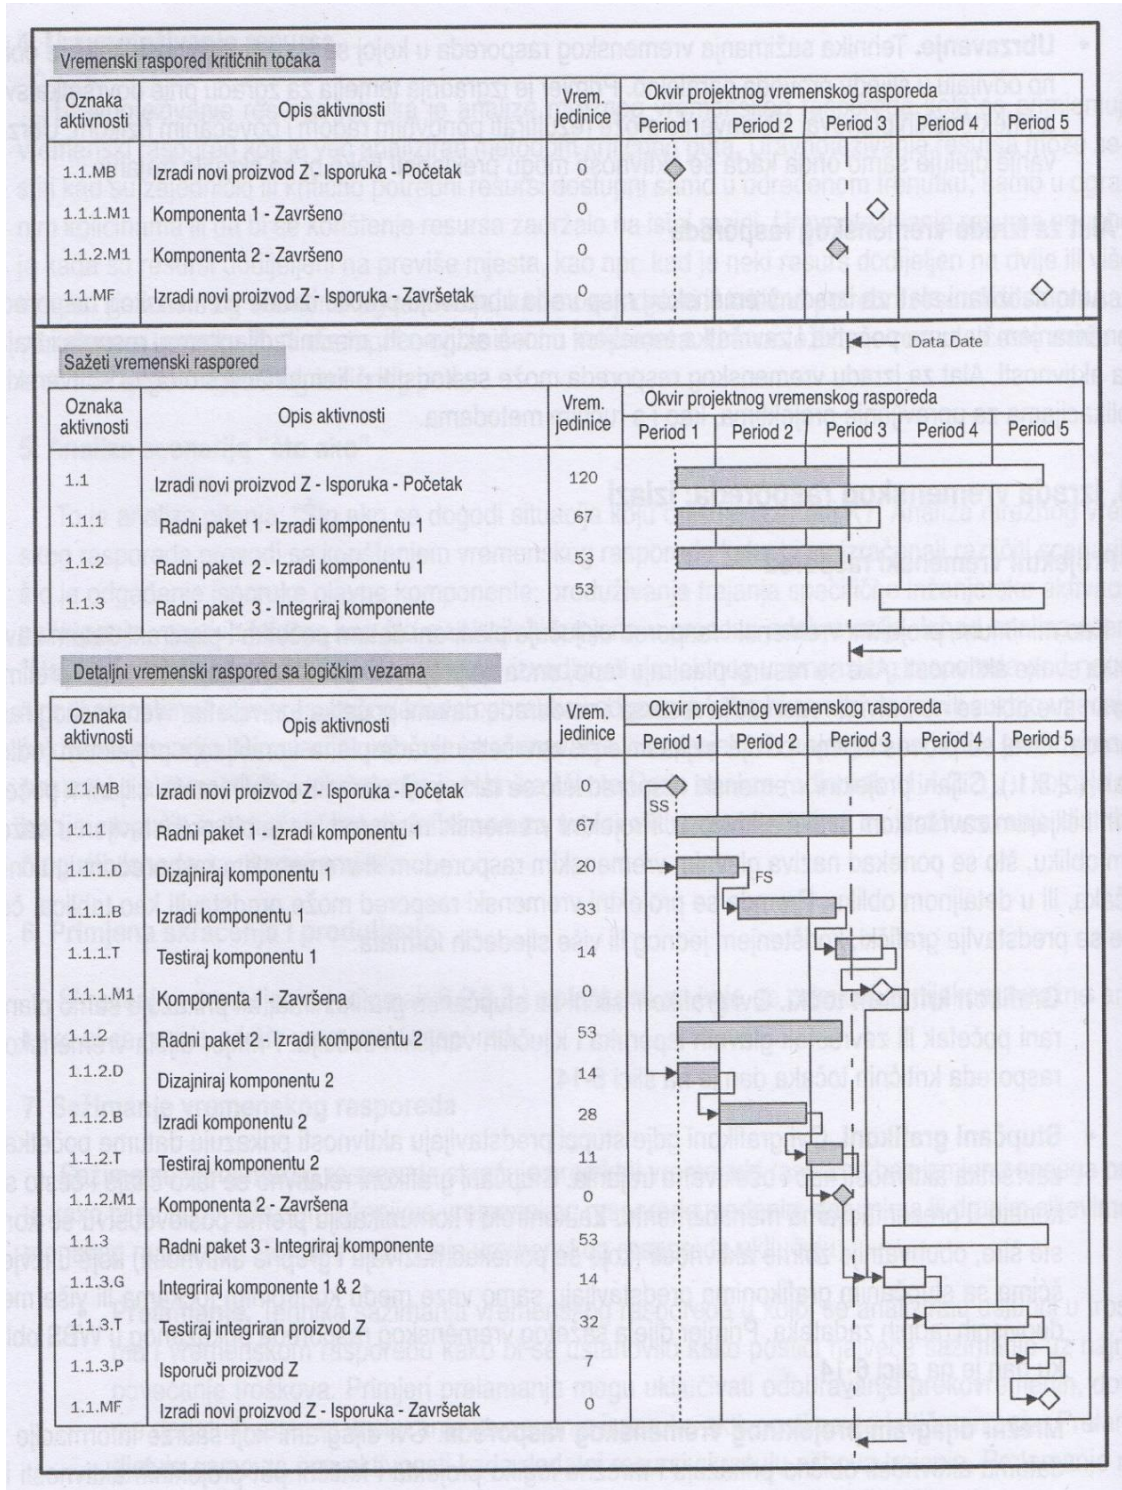 Vremenski raspored kritičnih točaka
Oznaka aktivnosti Opis aktivnosti Vrem. jedinice Okvir projektnog vremenskog rasporeda
Period 1 Period 2 Period 3 Period 4 Period 5
1.1.MB Izradi novi proizvod Z - Isporuka - Početak 0
1.1.1.M1 Komponenta 1 - Završeno 0
1.1.2.M1 Komponenta 2 - Završeno 0
1.1.MF Izradi novi proizvod Z - Isporuka - Završetak 0
Data Date
Sažeti vremenski raspored
Oznaka aktivnosti Opis aktivnosti Vrem. jedinice Okvir projektnog vremenskog rasporeda
Period 1 Period 2 Period 3 Period 4 Period 5
1.1 Izradi novi proizvod Z - Isporuka - Početak 120
1.1.1 Radni paket 1 - Izradi komponentu 1 67
1.1.2 Radni paket 2 - Izradi komponentu 1 53
1.1.3 Radni paket 3 - Integriraj komponente 53
Detaljni vremenski raspored sa logičkim vezama
Oznaka aktivnosti Opis aktivnosti Vrem. jedinice Okvir projektnog vremenskog rasporeda
Period 1 Period 2 Period 3 Period 4 Period 5
1.1.MB Izradi novi proizvod Z - Isporuka - Početak 0
SS
1.1.1 Radni paket 1 - Izradi komponentu 1 67
1.1.1.D Dizajniraj komponentu 1 20
FS
1.1.1.B Izradi komponentu 1 33
1.1.1.T Testiraj komponentu 1 14
1.1.1.M1 Komponenta 1 - Završena 0
1.1.2 Radni paket 2 - Izradi komponentu 2 53
1.1.2.D Dizajniraj komponentu 2 14
1.1.2.B Izradi komponentu 2 28
1.1.2.T Testiraj komponentu 2 11
1.1.2.M1 Komponenta 2 - Završena 0
1.1.3 Radni paket 3 - Integriraj komponente 53
1.1.3.G Integriraj komponente 1 & 2 14
1.1.3.T Testiraj integrirani proizvod Z 32
1.1.3.P Isporuči proizvod Z 7
1.1.MF Izradi novi proizvod Z - Isporuka - Završetak 0